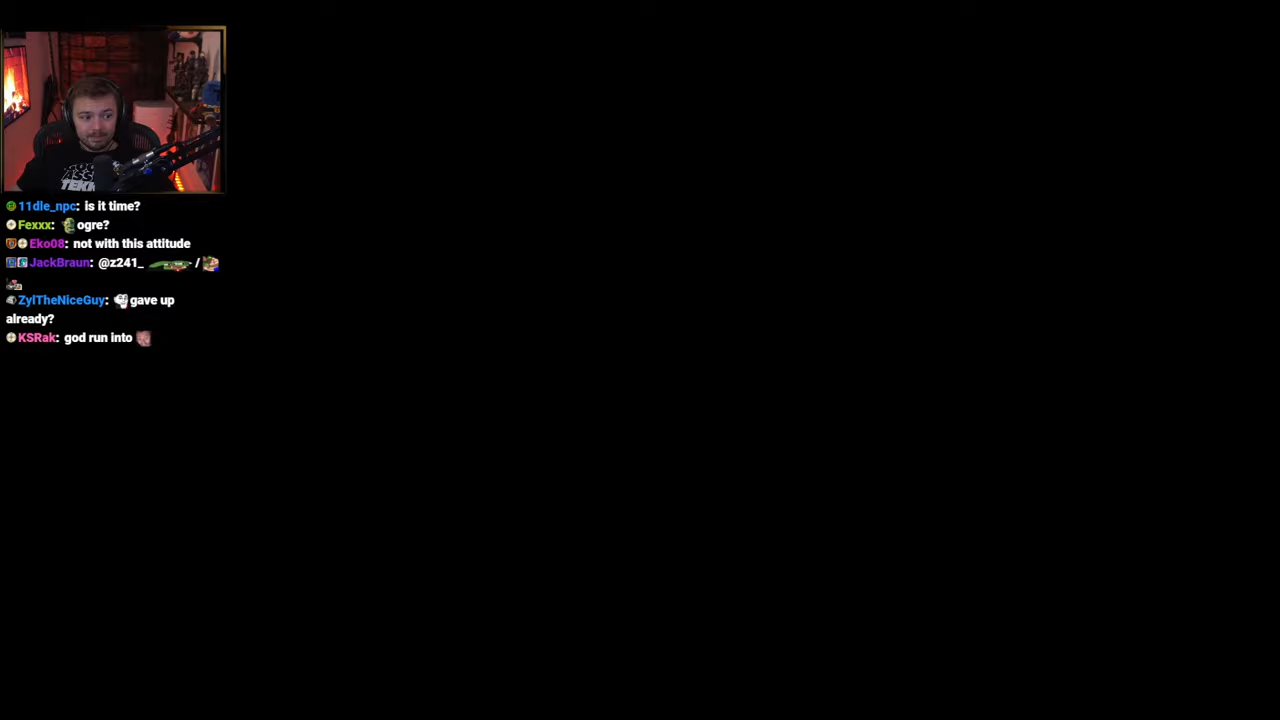 11dle_npc: is it time?
Fexxx: ogre?
Eko08: not with this attitude
JackBraun: @z241_ /
ZylTheNiceGuy: gave up
already?
KSRak: god run into